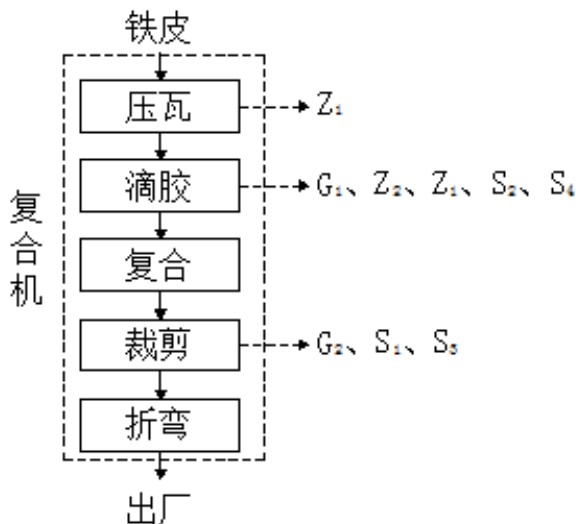 铁皮
压瓦
Z₁
滴胶
G₁、Z₂、Z₁、S₂、S₄
复合机
复合
裁剪
G₂、S₁、S₃
折弯
出厂